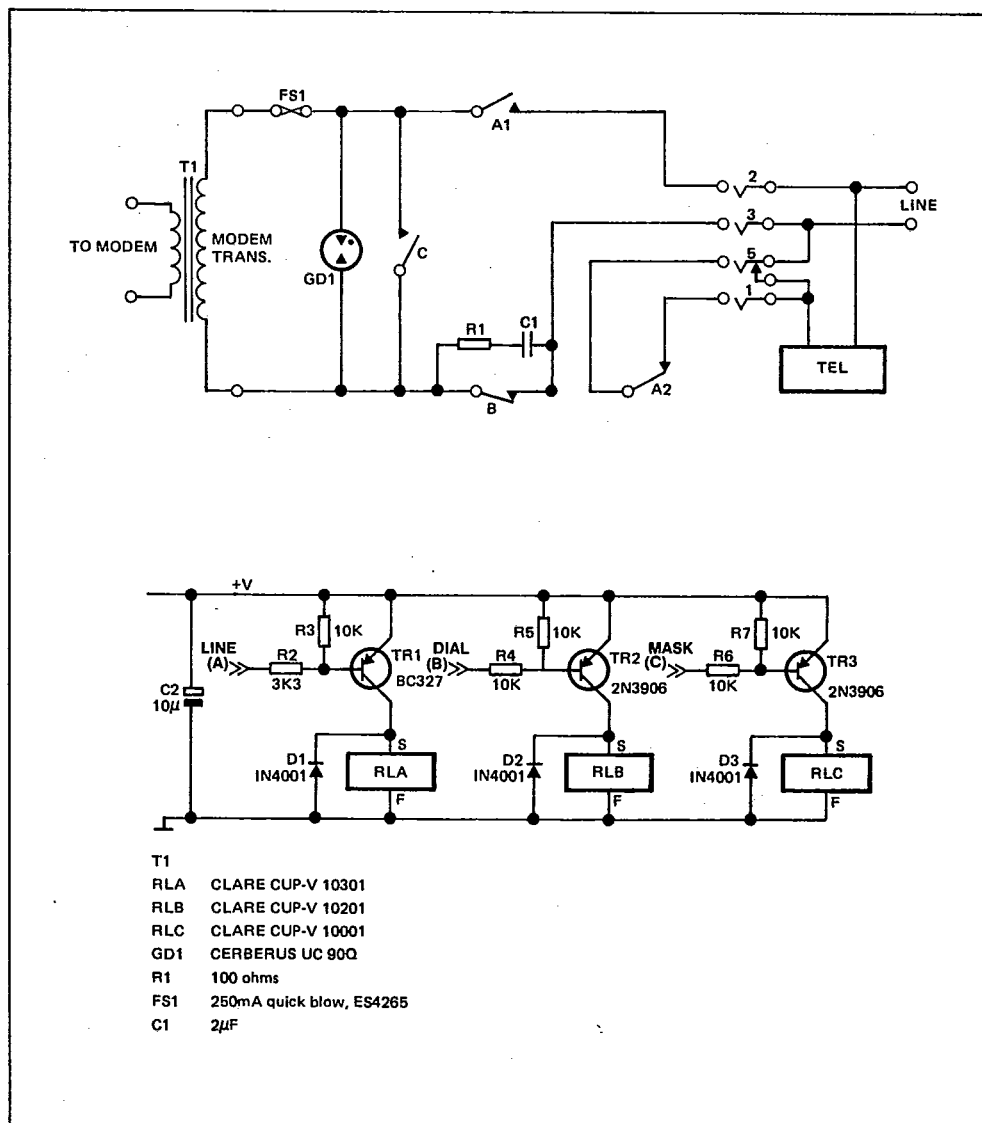 FS1
A1
T1
2
LINE
3
TO MODEM
MODEM
TRANS.
GD1
C
5
R1
C1
1
B
A2
TEL
+V
LINE
(A)
R3
10K
R2
3K3
TR1
BC327
DIAL
(B)
R5
10K
R4
10K
TR2
2N3906
MASK
(C)
R7
10K
R6
10K
TR3
2N3906
C2
10µ
D1
IN4001
S
RLA
F
D2
IN4001
S
RLB
F
D3
IN4001
S
RLC
F
T1
RLA CLARE CUP-V 10301
RLB CLARE CUP-V 10201
RLC CLARE CUP-V 10001
GD1 CERBERUS UC 90Q
R1 100 ohms
FS1 250mA quick blow, ES4265
C1 2µF